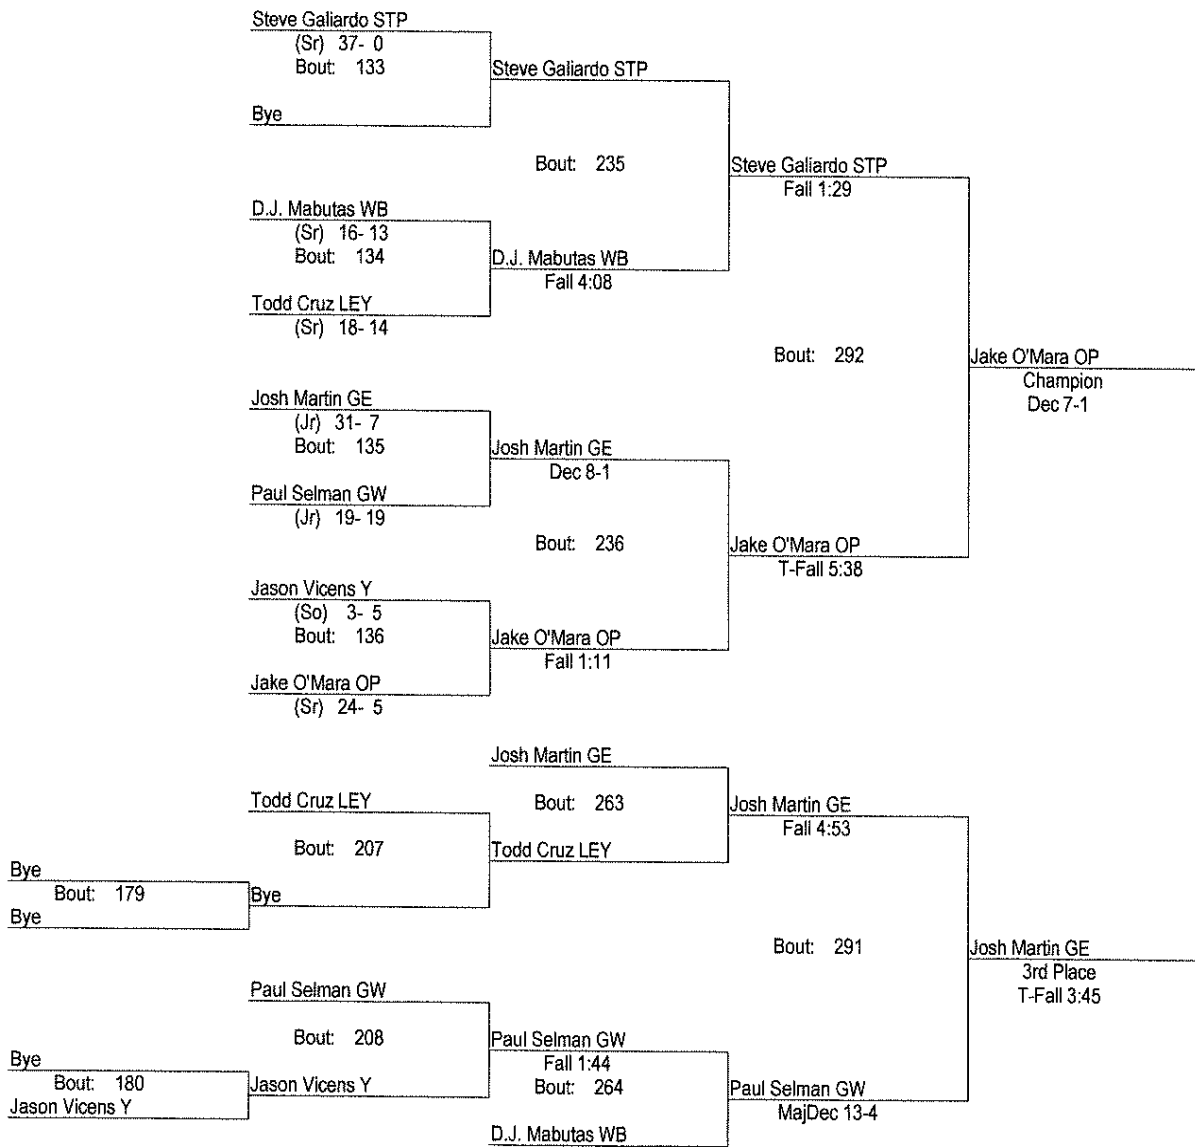 Steve Galiardo STP
(Sr) 37- 0
Bout: 133
Steve Galiardo STP
Bye
Bout: 235
Steve Galiardo STP
Fall 1:29
D.J. Mabutas WB
(Sr) 16- 13
Bout: 134
D.J. Mabutas WB
Fall 4:08
Todd Cruz LEY
(Sr) 18- 14
Bout: 292
Jake O'Mara OP
Champion
Dec 7-1
Josh Martin GE
(Jr) 31- 7
Bout: 135
Josh Martin GE
Dec 8-1
Paul Selman GW
(Jr) 19- 19
Bout: 236
Jake O'Mara OP
T-Fall 5:38
Jason Vicens Y
(So) 3- 5
Bout: 136
Jake O'Mara OP
Fall 1:11
Jake O'Mara OP
(Sr) 24- 5
Josh Martin GE
Todd Cruz LEY
Bout: 263
Josh Martin GE
Fall 4:53
Bout: 207
Todd Cruz LEY
Bye
Bout: 179
Bye
Bye
Bout: 291
Josh Martin GE
3rd Place
T-Fall 3:45
Paul Selman GW
Bout: 208
Paul Selman GW
Fall 1:44
Bye
Bout: 180
Jason Vicens Y
Bout: 264
Paul Selman GW
MajDec 13-4
Jason Vicens Y
D.J. Mabutas WB